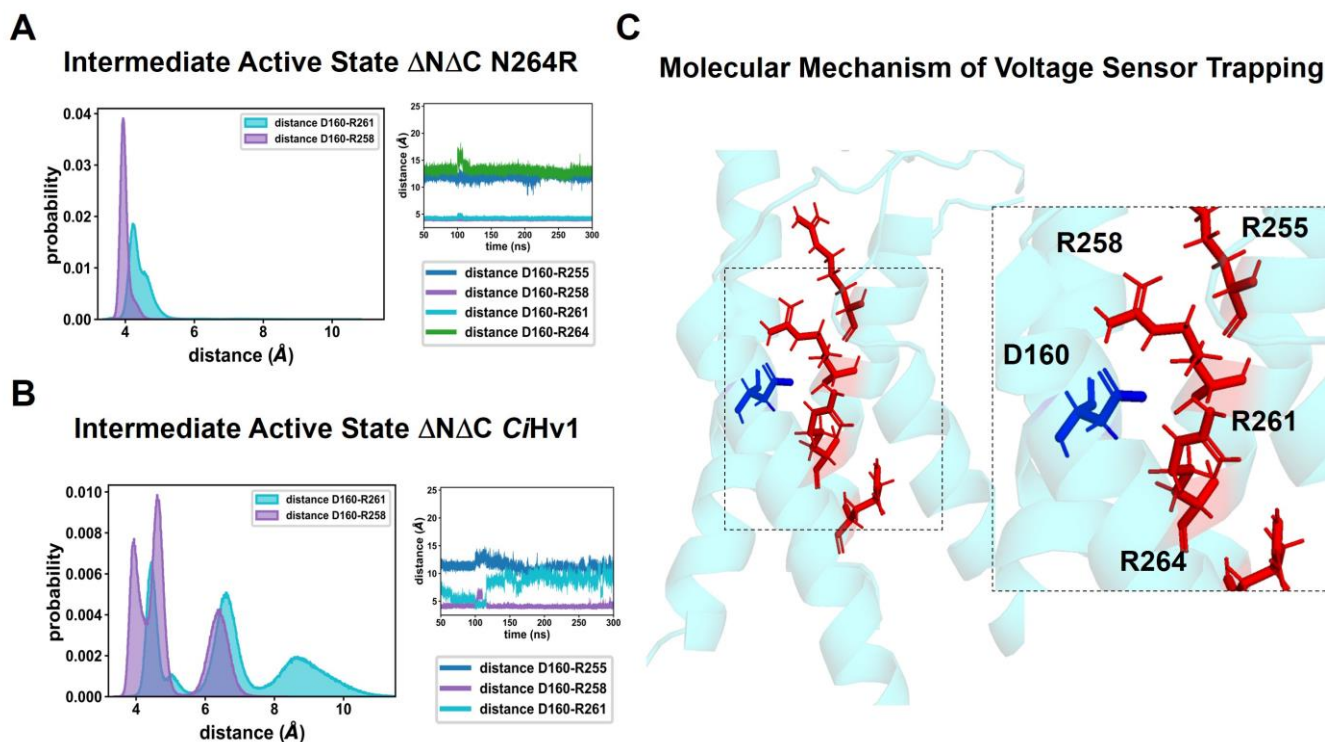 A
Intermediate Active State ΔNΔC N264R
probability
0.04
0.03
0.02
0.01
0.00
4 6 8 10
distance (Å)
distance D160-R261
distance D160-R258
distance (Å)
25
20
15
10
5
50 100 150 200 250 300
time (ns)
distance D160-R255
distance D160-R258
distance D160-R261
distance D160-R264
B
Intermediate Active State ΔNΔC CiHv1
probability
0.010
0.008
0.006
0.004
0.002
0.000
4 6 8 10
distance (Å)
distance D160-R261
distance D160-R258
distance (Å)
25
20
15
10
5
50 100 150 200 250 300
time (ns)
distance D160-R255
distance D160-R258
distance D160-R261
C
Molecular Mechanism of Voltage Sensor Trapping
R258
R255
D160
R261
R264